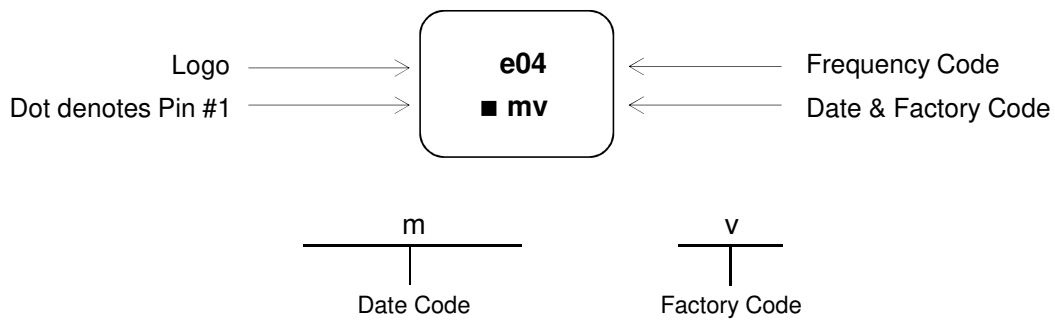 Logo e04 Frequency Code
Dot denotes Pin #1 ■ mv Date & Factory Code
m v
Date Code Factory Code